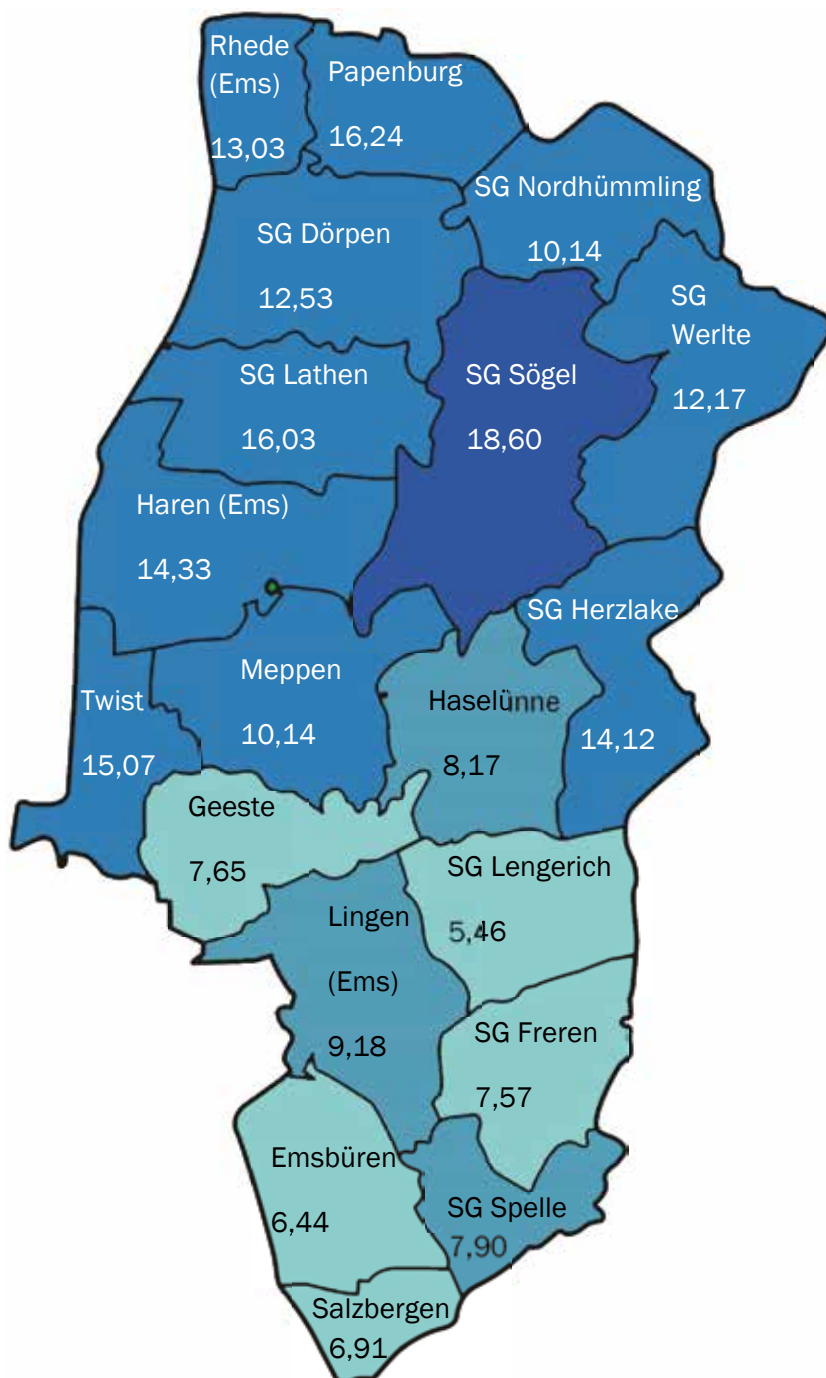 Rhede
(Ems)
13,03
Papenburg
16,24
SG Nordhümmling
10,14
SG Dörpen
12,53
SG
Werlte
12,17
SG Lathen
16,03
SG Sögel
18,60
Haren (Ems)
14,33
SG Herzlake
14,12
Meppen
10,14
Haselünne
8,17
Twist
15,07
Geeste
7,65
SG Lengerich
5,46
Lingen
(Ems)
9,18
SG Freren
7,57
Emsbüren
6,44
SG Spelle
7,90
Salzbergen
6,91